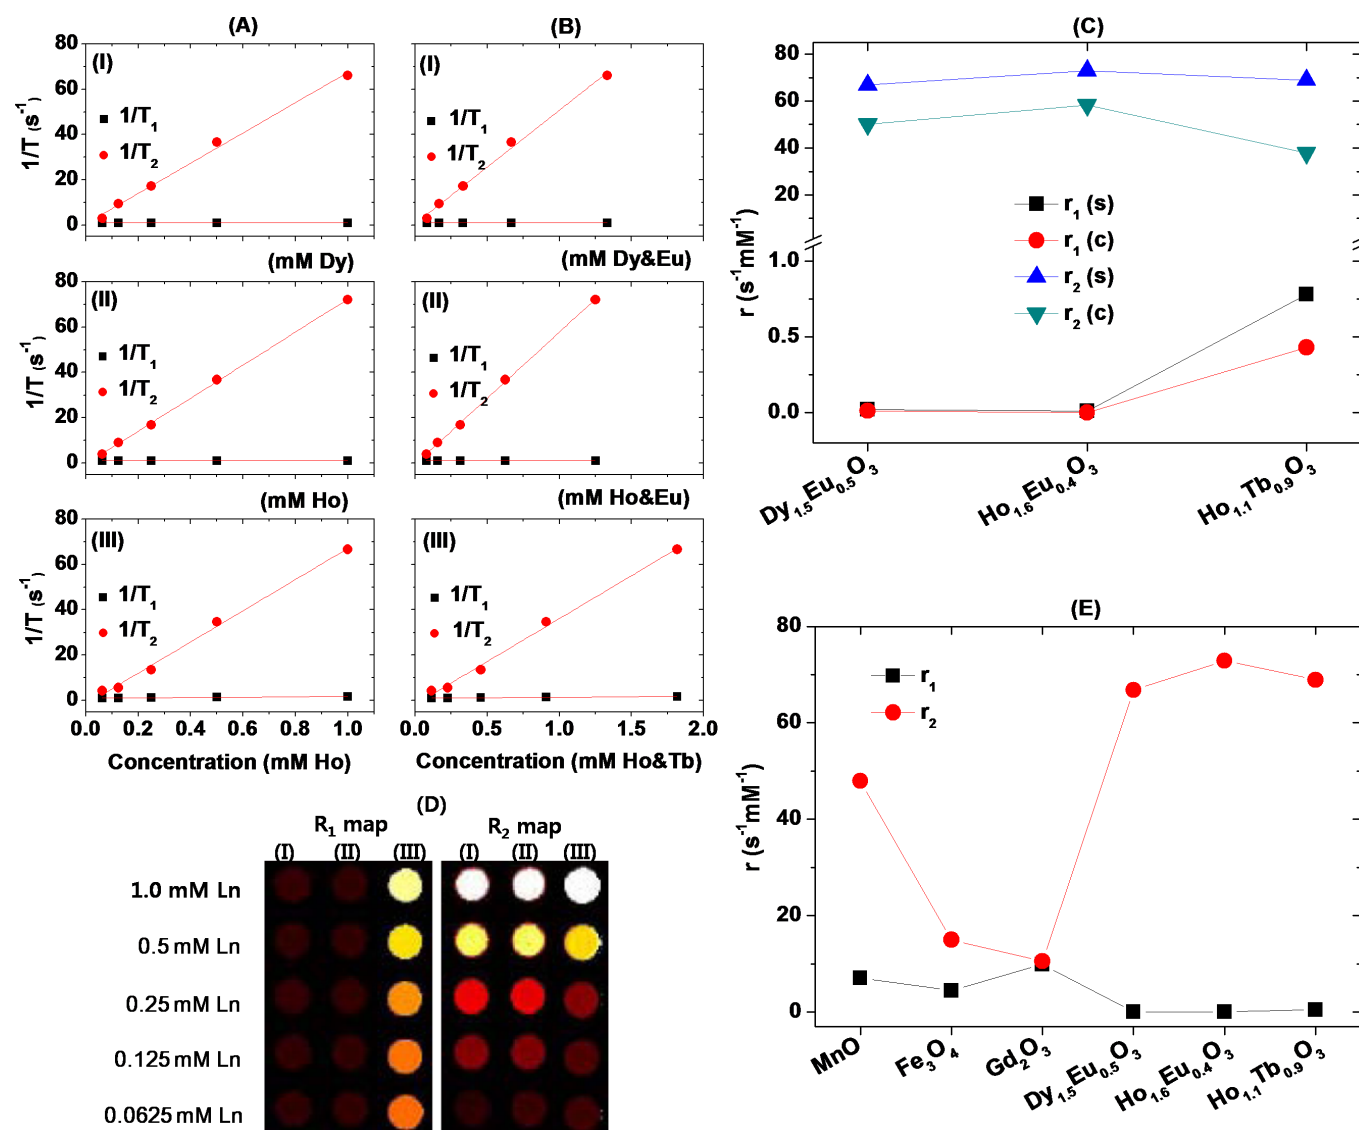 (A)
(I)
80
60
40
20
0
1/T (s⁻¹)
1/T₁
1/T₂
(mM Dy)
(II)
80
60
40
20
0
1/T (s⁻¹)
1/T₁
1/T₂
(mM Ho)
(III)
80
60
40
20
0
1/T (s⁻¹)
1/T₁
1/T₂
0.0 0.2 0.4 0.6 0.8 1.0
Concentration (mM Ho)
(B)
(I)
1/T₁
1/T₂
(mM Dy&Eu)
(II)
1/T₁
1/T₂
(mM Ho&Eu)
(III)
1/T₁
1/T₂
0.0 0.5 1.0 1.5 2.0
Concentration (mM Ho&Tb)
(C)
80
60
40
20
1.0
0.5
0.0
r (s⁻¹mM⁻¹)
r₁ (s)
r₁ (c)
r₂ (s)
r₂ (c)
Dy₁.₅Eu₀.₅O₃
Ho₁.₆Eu₀.₄O₃
Ho₁.₁Tb₀.₉O₃
(D)
R₁ map R₂ map
(I) (II) (III) (I) (II) (III)
1.0 mM Ln
0.5 mM Ln
0.25 mM Ln
0.125 mM Ln
0.0625 mM Ln
(E)
80
60
40
20
0
r (s⁻¹mM⁻¹)
r₁
r₂
MnO
Fe₃O₄
Gd₂O₃
Dy₁.₅Eu₀.₅O₃
Ho₁.₆Eu₀.₄O₃
Ho₁.₁Tb₀.₉O₃